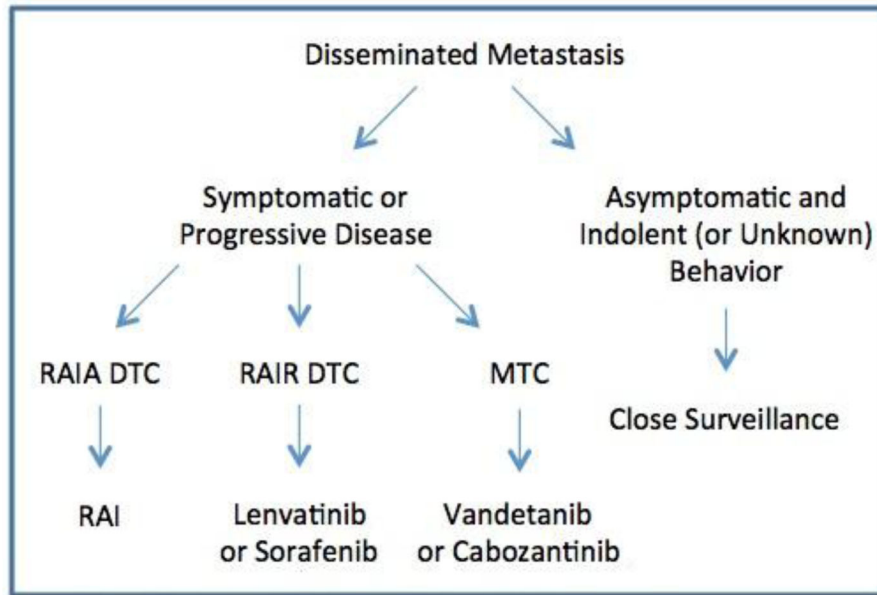 Disseminated Metastasis
Symptomatic or
Progressive Disease
Asymptomatic and
Indolent (or Unknown)
Behavior
RAIA DTC
RAIR DTC
MTC
Close Surveillance
RAI
Lenvatinib
or Sorafenib
Vandetanib
or Cabozantinib